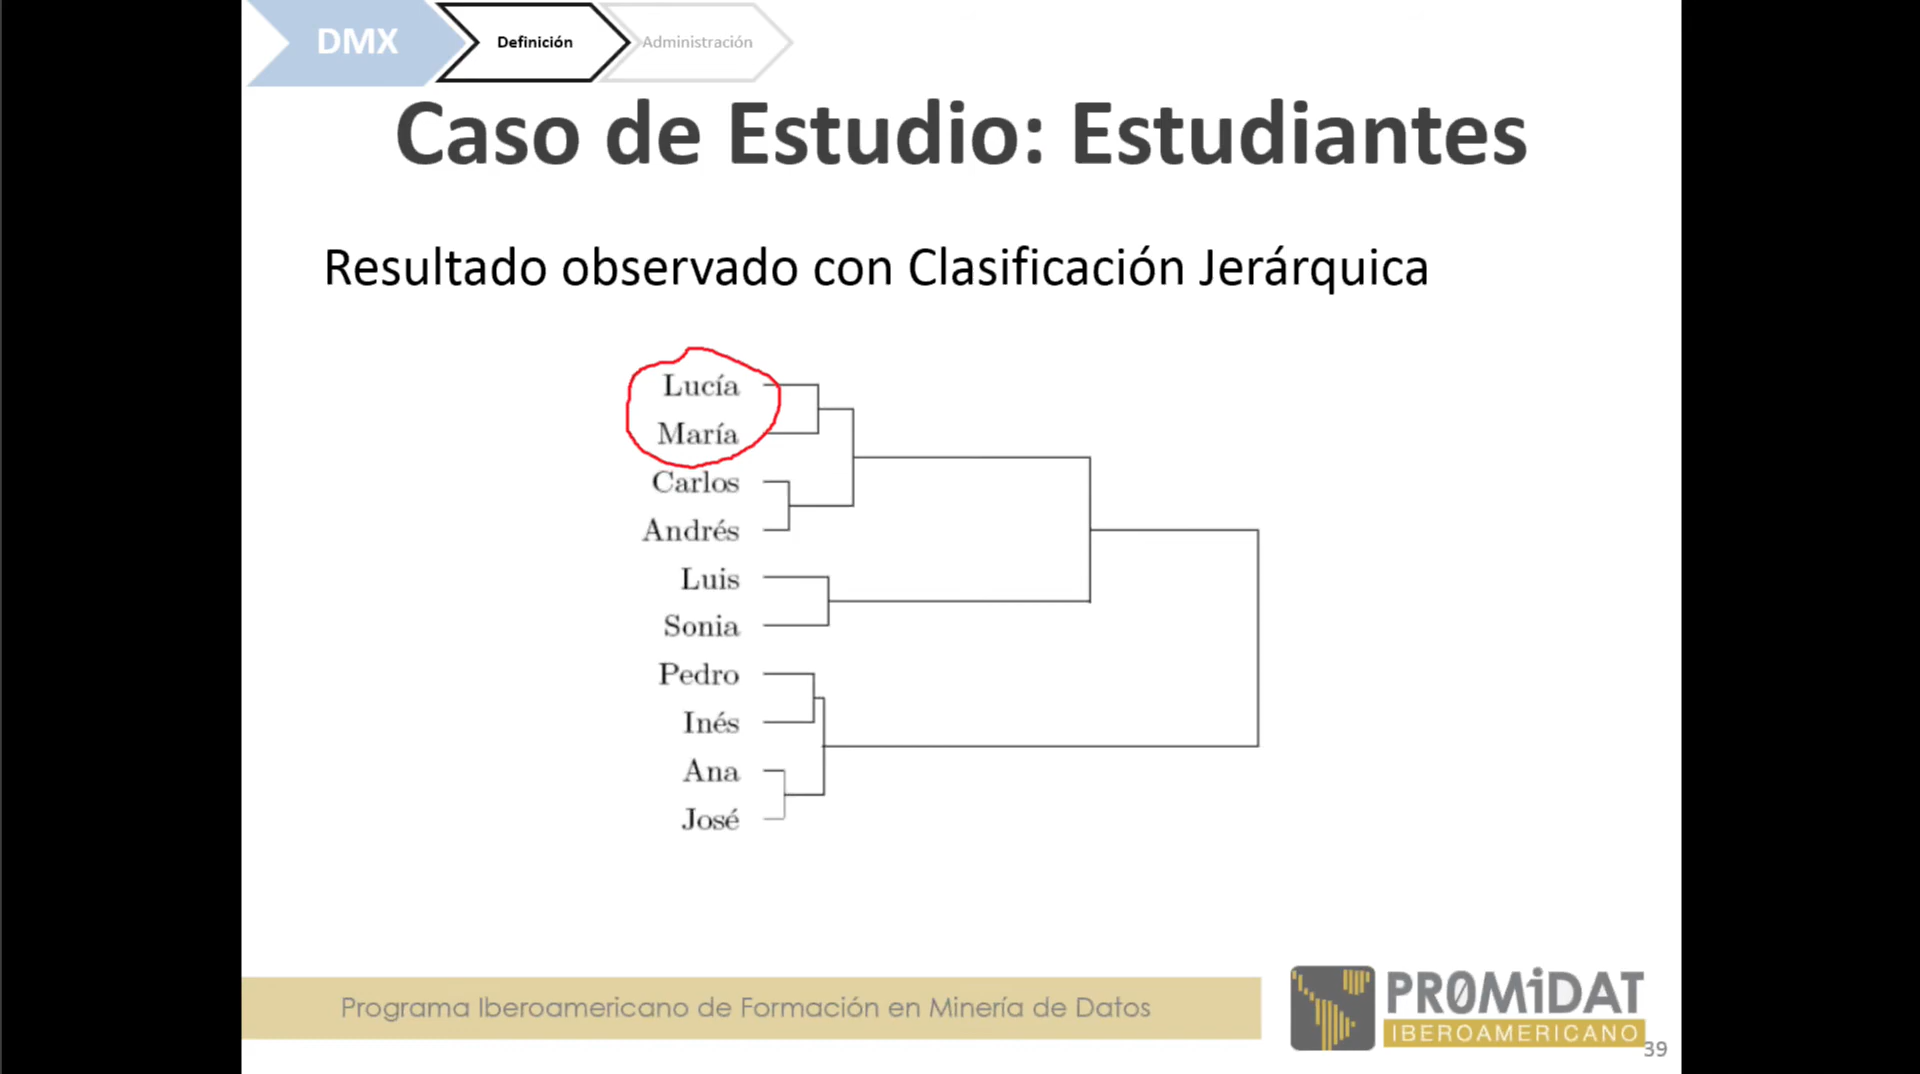 DMX
Definición
Administración
Caso de Estudio: Estudiantes
Resultado observado con Clasificación Jerárquica
Lucía
María
Carlos
Andrés
Luis
Sonia
Pedro
Inés
Ana
José
Programa Iberoamericano de Formación en Minería de Datos
PR0MiDAT
IBEROAMERICANO
39